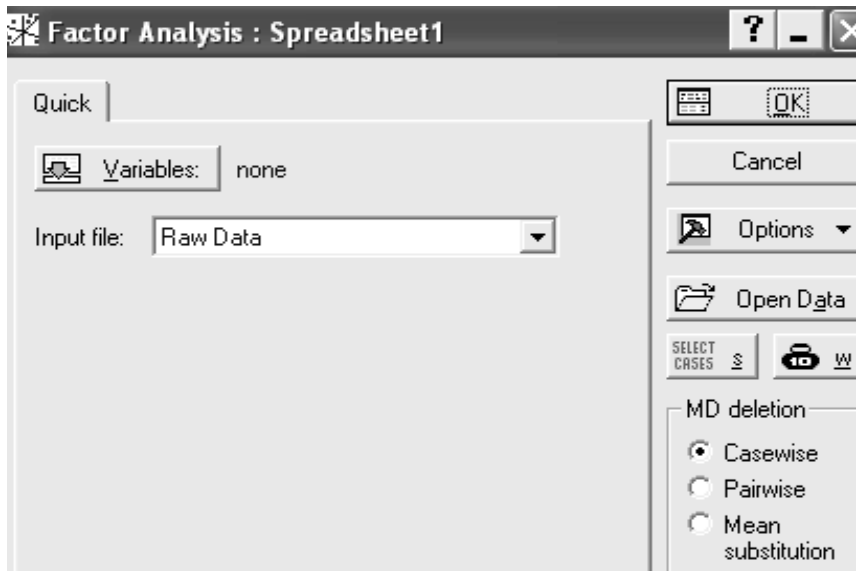 Factor Analysis : Spreadsheet1
?
Quick
Variables: none
Input file: Raw Data
OK
Cancel
Options
Open Data
SELECT CASES S
W
MD deletion
Casewise
Pairwise
Mean
substitution